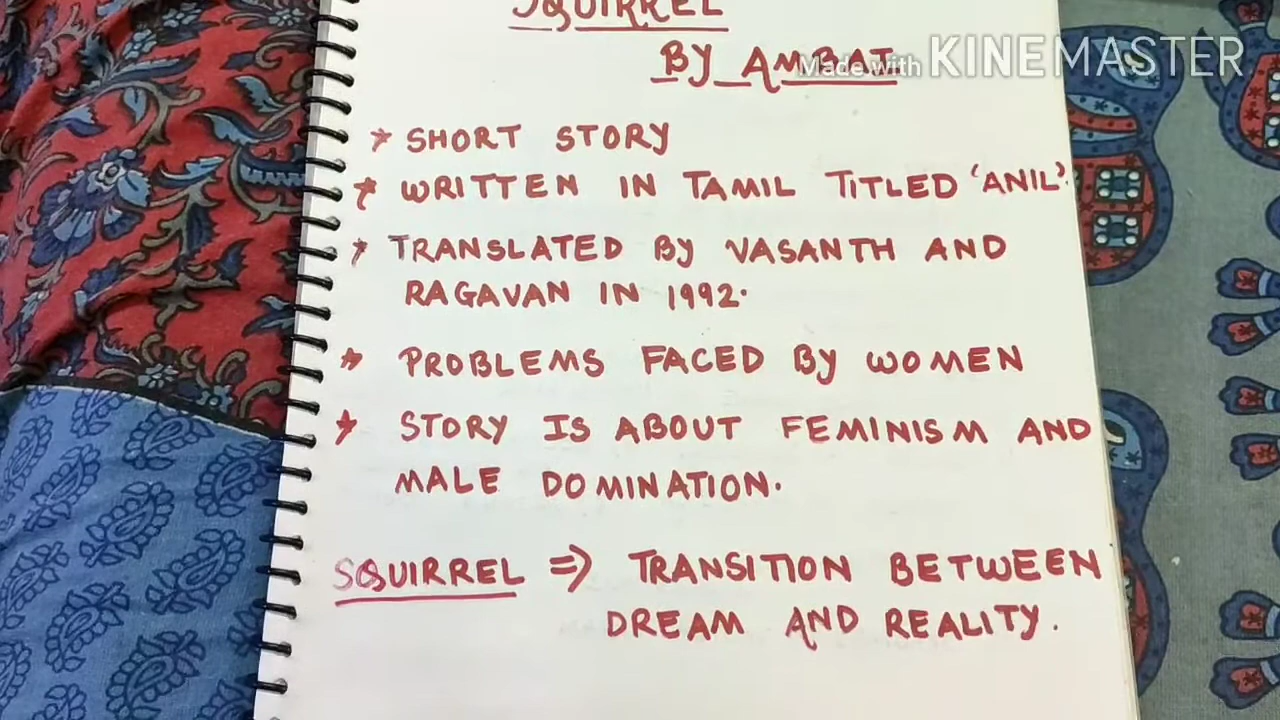 SQUIRREL
BY AMBAI
Made with KINEMASTER
* SHORT STORY
* WRITTEN IN TAMIL TITLED 'ANIL'.
* TRANSLATED BY VASANTH AND
RAGAVAN IN 1992.
* PROBLEMS FACED BY WOMEN
* STORY IS ABOUT FEMINISM AND
MALE DOMINATION.
SQUIRREL => TRANSITION BETWEEN
DREAM AND REALITY.